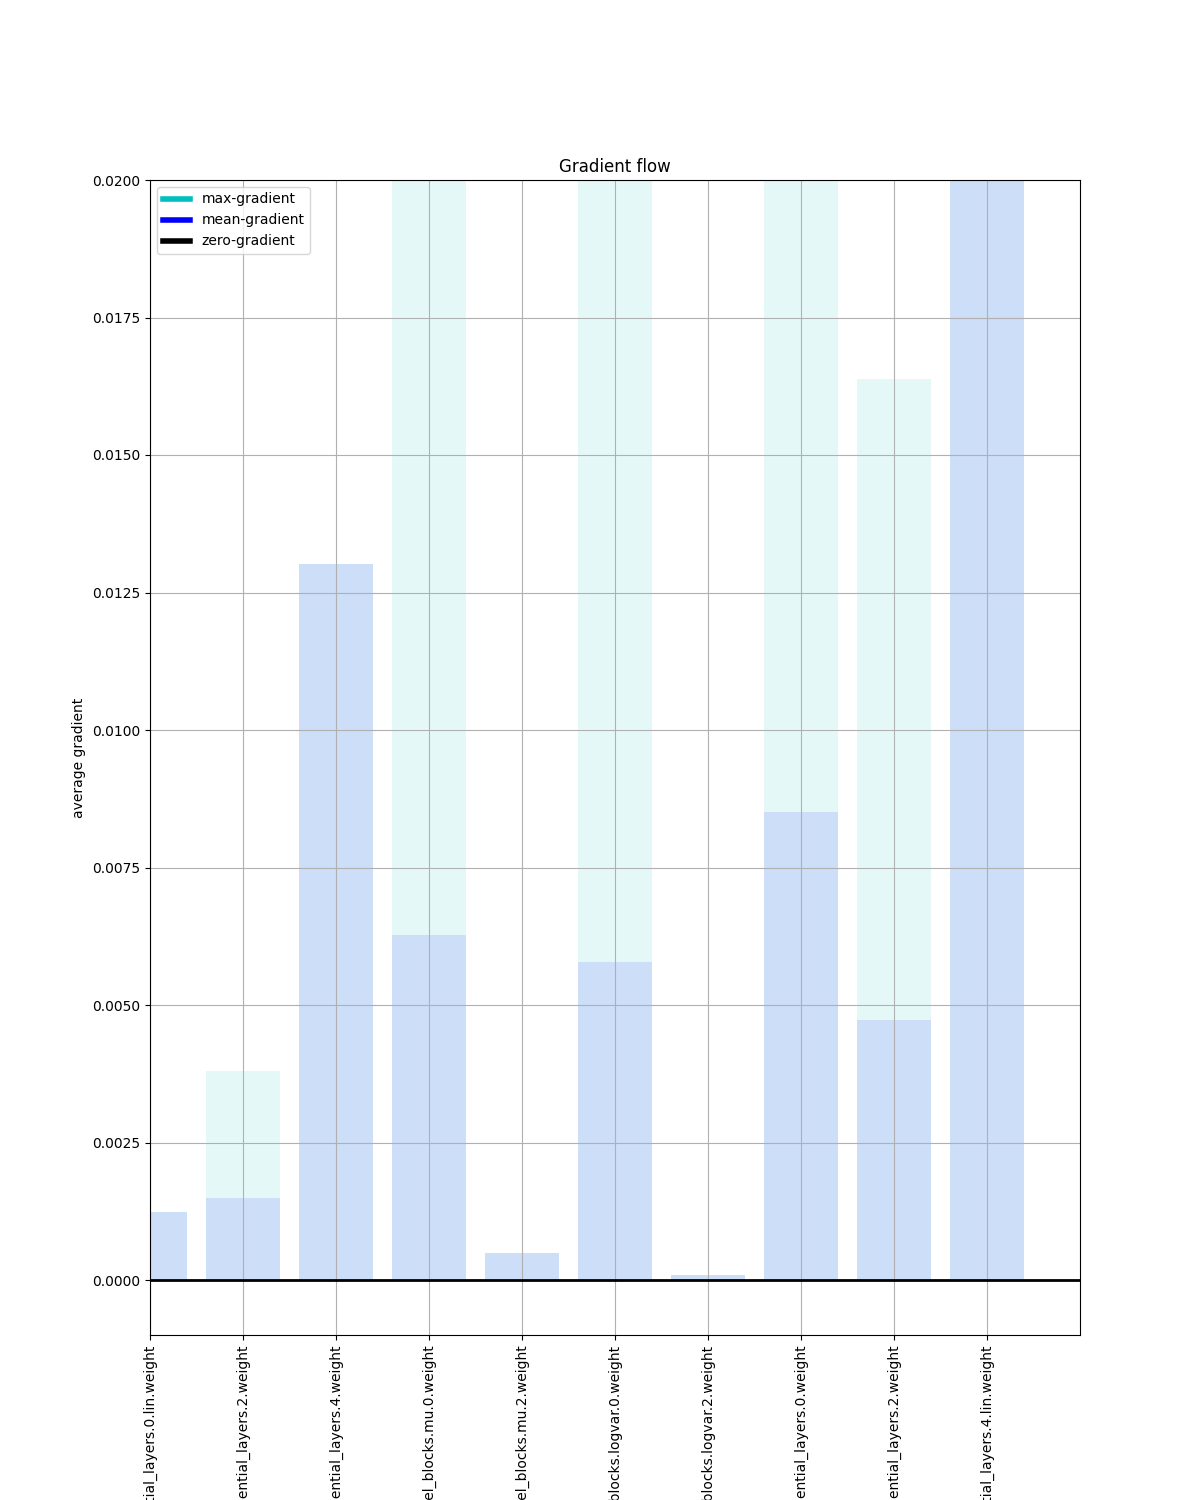 Gradient flow
max-gradient
mean-gradient
zero-gradient
0.0200
0.0175
0.0150
0.0125
0.0100
0.0075
0.0050
0.0025
0.0000
average gradient
tial_layers.0.lin.weight
ential_layers.2.weight
ential_layers.4.weight
el_blocks.mu.0.weight
el_blocks.mu.2.weight
blocks.logvar.0.weight
blocks.logvar.2.weight
ential_layers.0.weight
ential_layers.2.weight
tial_layers.4.lin.weight